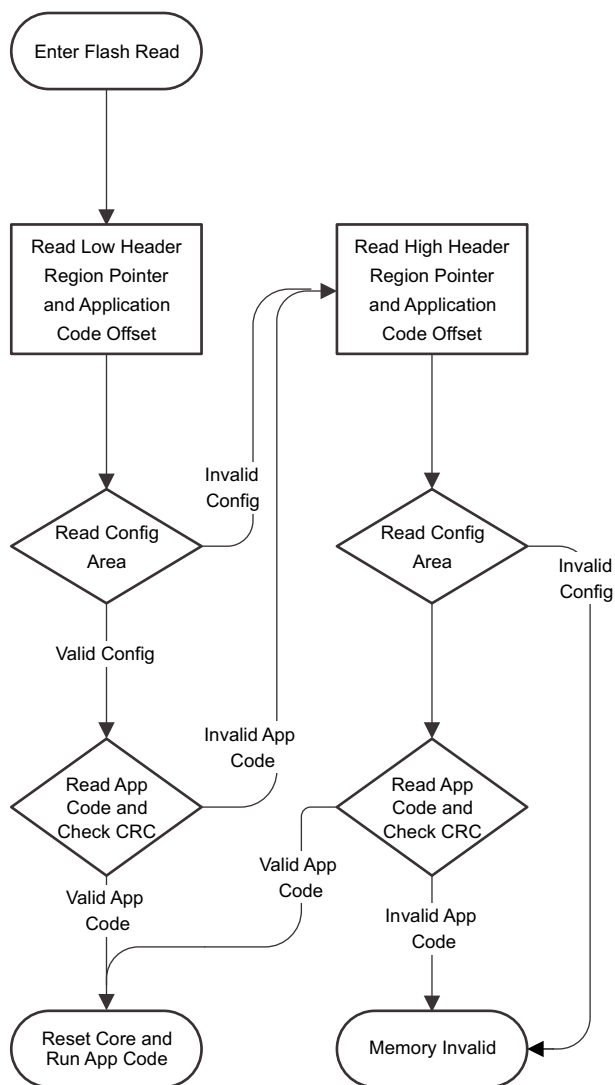 Enter Flash Read
Read Low Header
Region Pointer
and Application
Code Offset
Read High Header
Region Pointer
and Application
Code Offset
Invalid
Config
Read Config
Area
Read Config
Area
Invalid
Config
Valid Config
Invalid App
Code
Read App
Code and
Check CRC
Read App
Code and
Check CRC
Valid App
Code
Valid App
Code
Invalid App
Code
Reset Core and
Run App Code
Memory Invalid